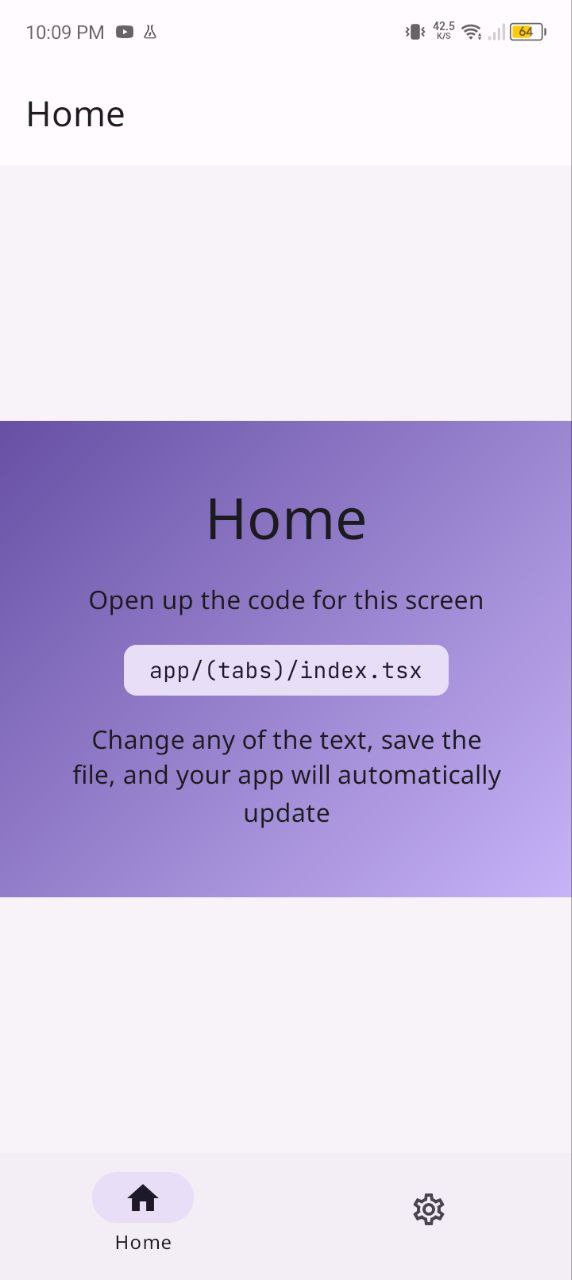 10:09 PM
42.5
K/S
64
Home
Home
Open up the code for this screen
app/(tabs)/index.tsx
Change any of the text, save the
file, and your app will automatically
update
Home